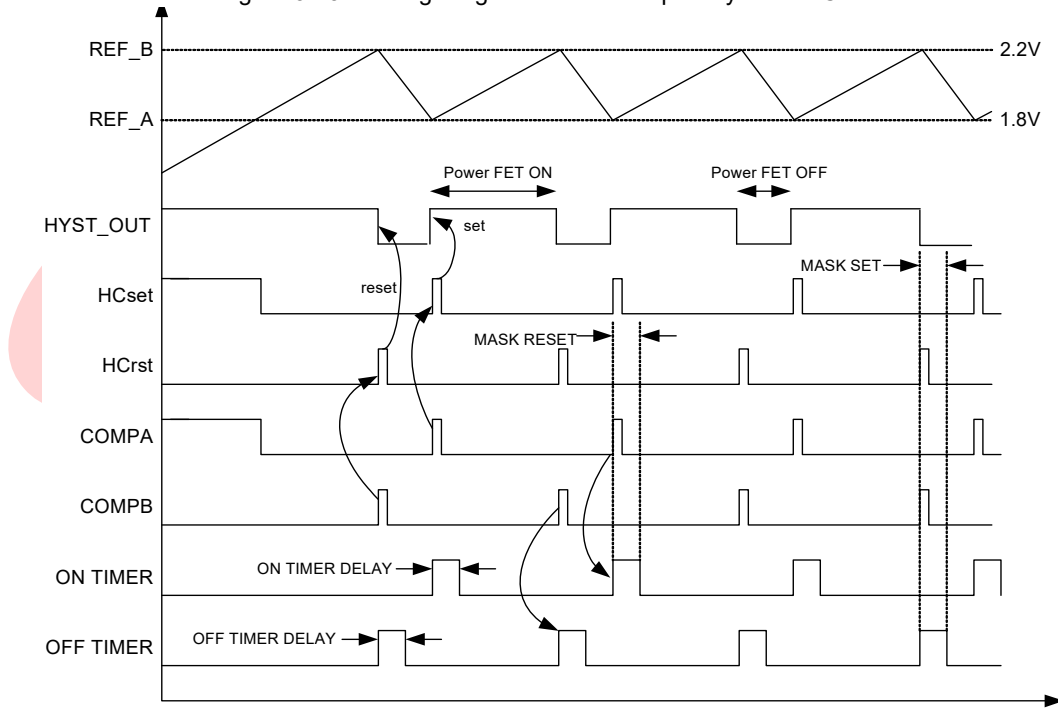 REF_B
2.2V
REF_A
1.8V
Power FET ON
Power FET OFF
HYST_OUT
set
MASK SET
HCset
reset
MASK RESET
HCrst
COMPA
COMPB
ON TIMER DELAY
ON TIMER
OFF TIMER DELAY
OFF TIMER